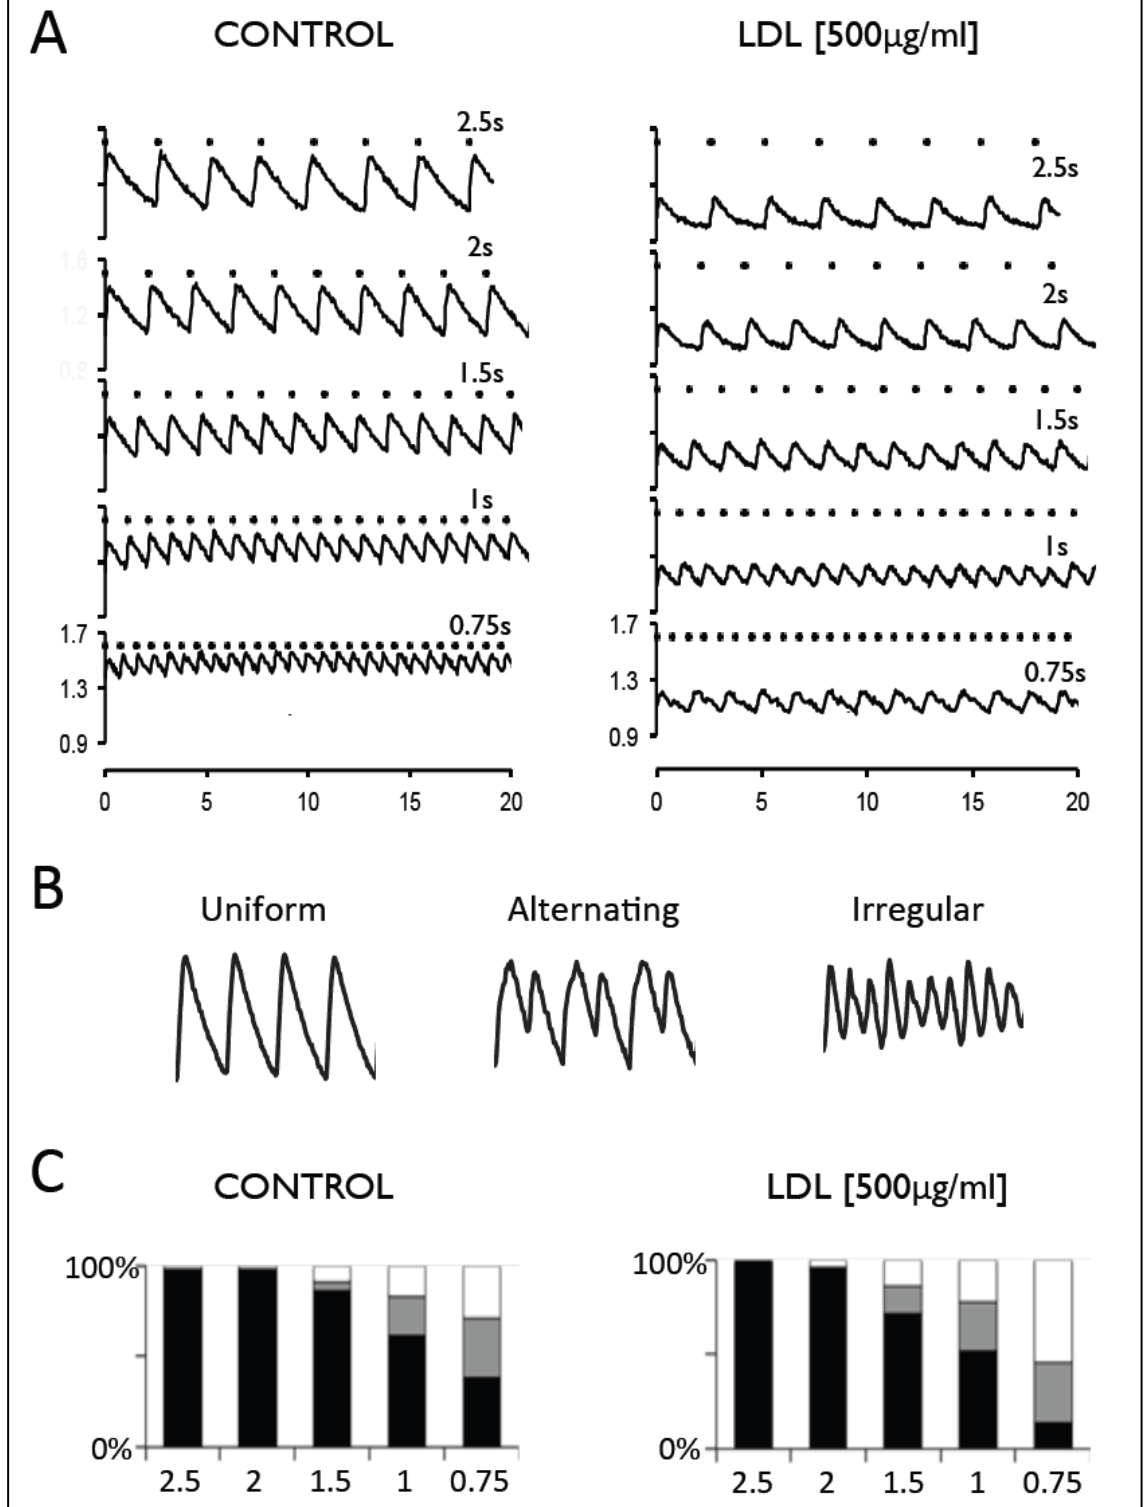 A
CONTROL
LDL [500µg/ml]
2.5s
2s
1.6
1.2
0.8
1.5s
1s
0.75s
1.7
1.3
0.9
0 5 10 15 20
2.5s
2s
1.5s
1s
1.7
0.75s
1.3
0.9
0 5 10 15 20
B
Uniform Alternating Irregular
C
CONTROL
LDL [500µg/ml]
100%
0%
2.5 2 1.5 1 0.75
100%
0%
2.5 2 1.5 1 0.75